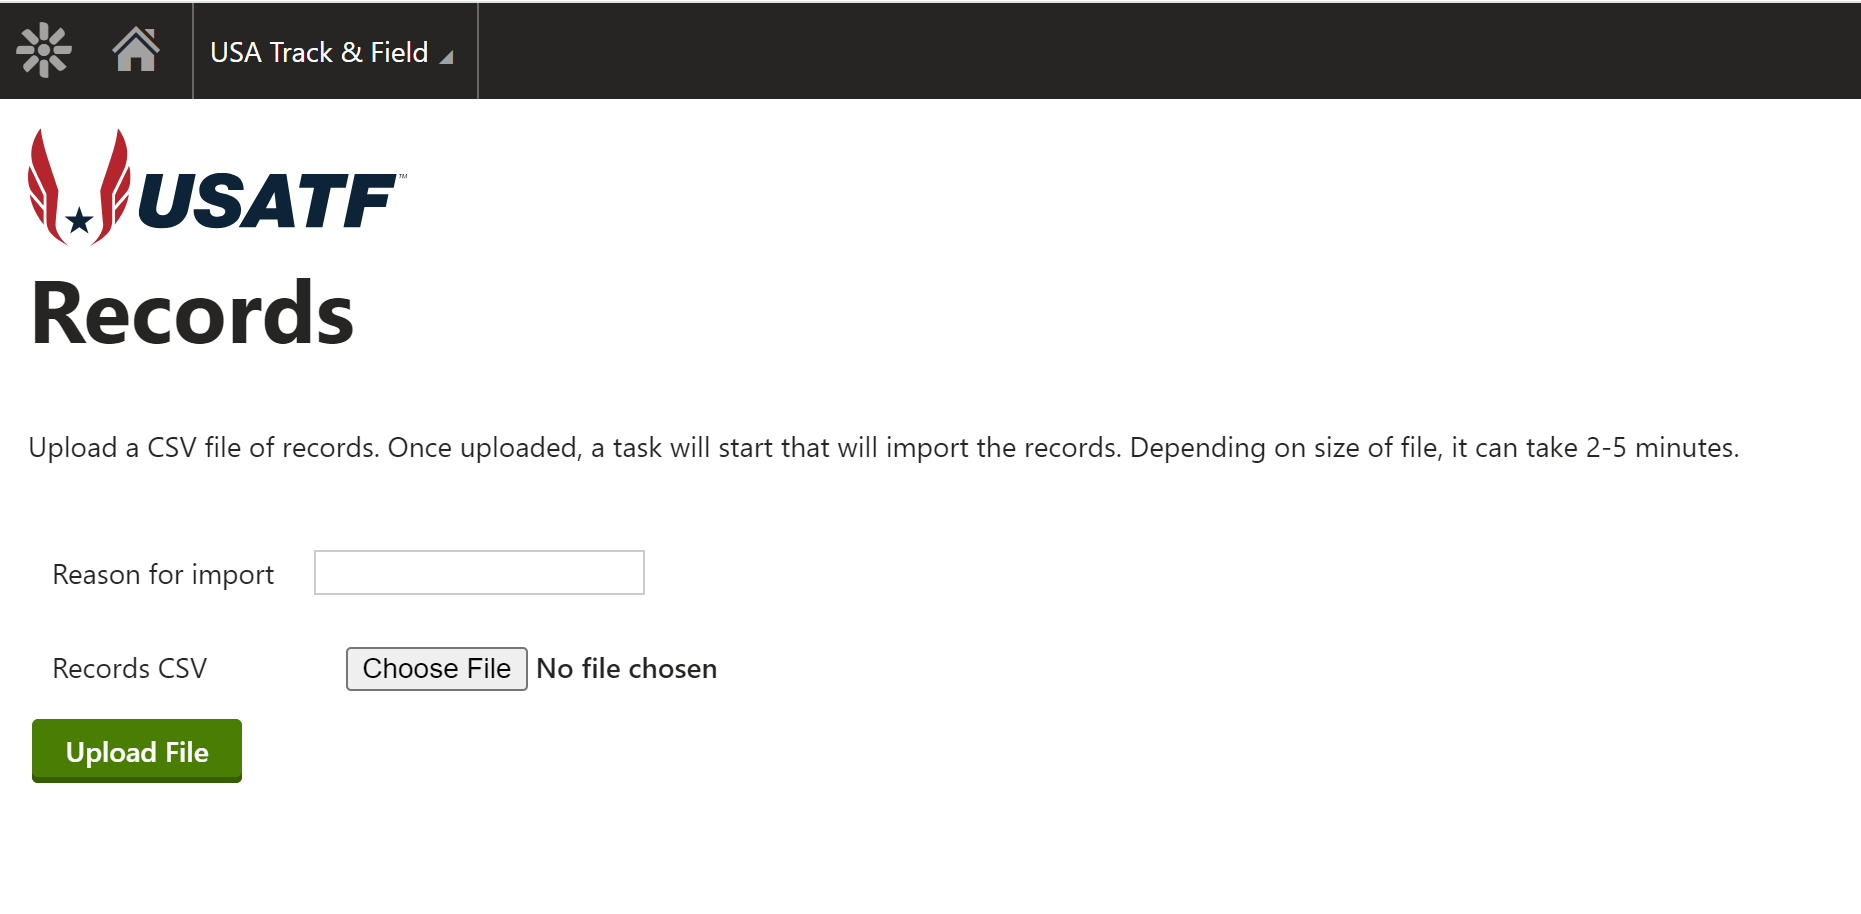 USA Track & Field
USATF™
Records
Upload a CSV file of records. Once uploaded, a task will start that will import the records. Depending on size of file, it can take 2-5 minutes.
Reason for import
Records CSV Choose File No file chosen
Upload File